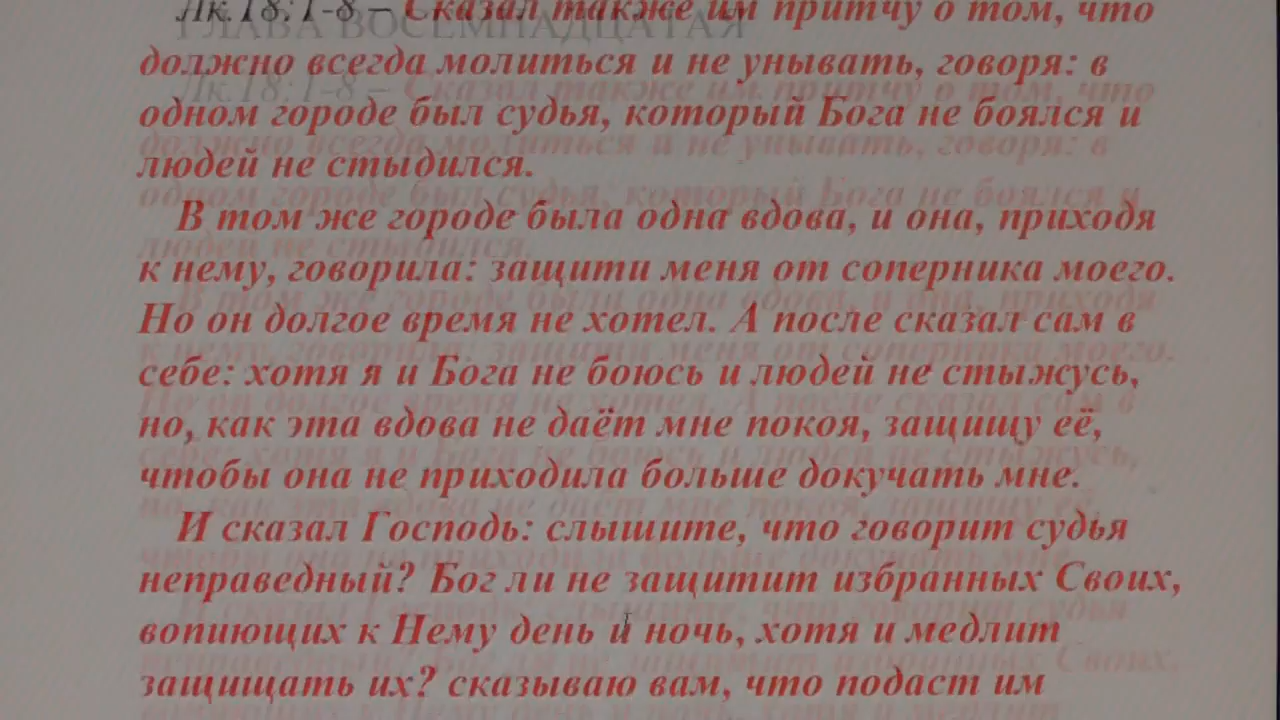 Лк.18:1-8 – Сказал также им притчу о том, что
ГЛАВА ВОСЕМНАДЦАТАЯ
должно всегда молиться и не унывать, говоря: в
одном городе был судья, который Бога не боялся и
людей не стыдился.
В том же городе была одна вдова, и она, приходя
к нему, говорила: защити меня от соперника моего.
Но он долгое время не хотел. А после сказал сам в
себе: хотя я и Бога не боюсь и людей не стыжусь,
но, как эта вдова не даёт мне покоя, защищу её,
чтобы она не приходила больше докучать мне.
И сказал Господь: слышите, что говорит судья
неправедный? Бог ли не защитит избранных Своих,
вопиющих к Нему день и ночь, хотя и медлит
защищать их? сказываю вам, что подаст им